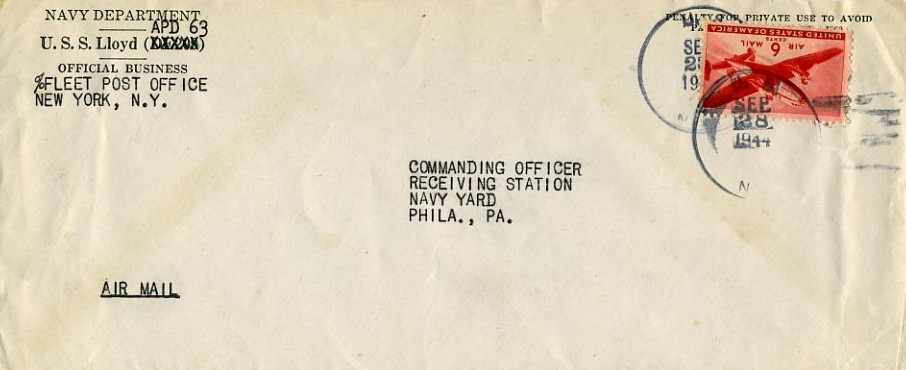 NAVY DEPARTMENT
APD 63
U. S. S. Lloyd
OFFICIAL BUSINESS
c/o FLEET POST OFFICE
NEW YORK, N.Y.
PENALTY FOR PRIVATE USE TO AVOID
UNITED STATES OF AMERICA
AIR 6 MAIL
CENTS
SEP
28
1944
N
COMMANDING OFFICER
RECEIVING STATION
NAVY YARD
PHILA., PA.
AIR MAIL